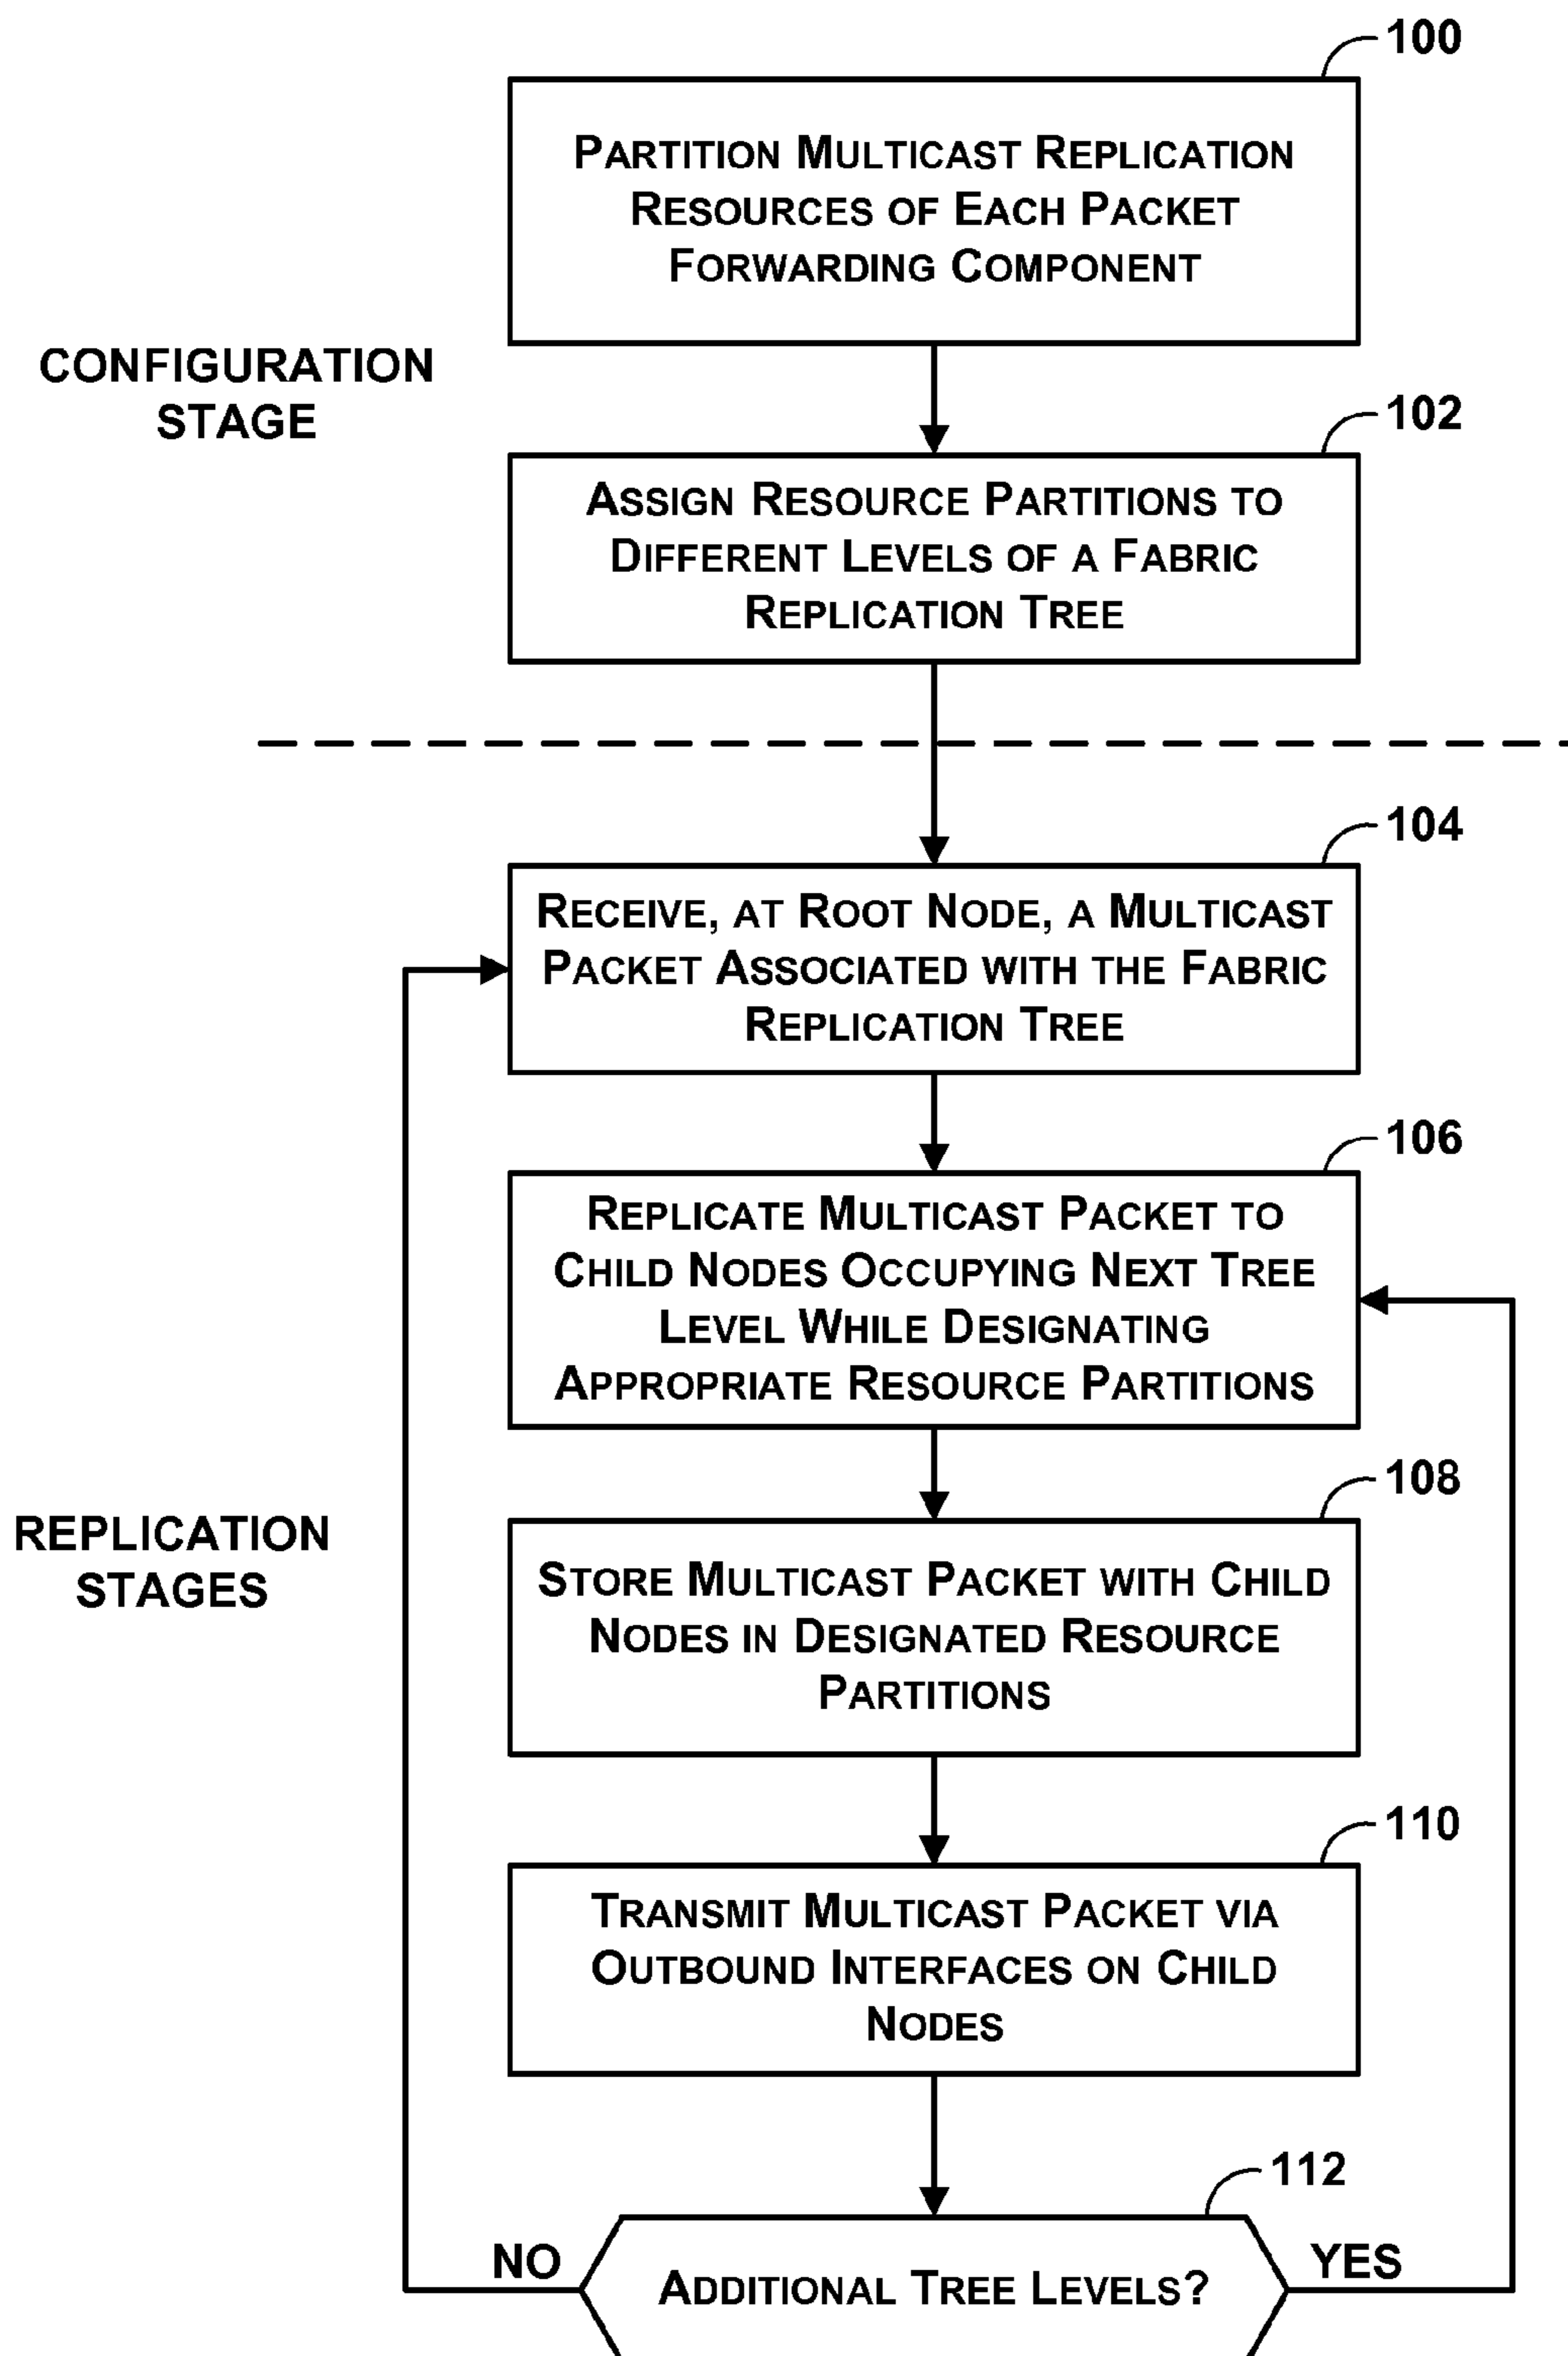 100
PARTITION MULTICAST REPLICATION
RESOURCES OF EACH PACKET
FORWARDING COMPONENT
CONFIGURATION
STAGE
102
ASSIGN RESOURCE PARTITIONS TO
DIFFERENT LEVELS OF A FABRIC
REPLICATION TREE
104
RECEIVE, AT ROOT NODE, A MULTICAST
PACKET ASSOCIATED WITH THE FABRIC
REPLICATION TREE
106
REPLICATE MULTICAST PACKET TO
CHILD NODES OCCUPYING NEXT TREE
LEVEL WHILE DESIGNATING
APPROPRIATE RESOURCE PARTITIONS
108
REPLICATION
STAGES
STORE MULTICAST PACKET WITH CHILD
NODES IN DESIGNATED RESOURCE
PARTITIONS
110
TRANSMIT MULTICAST PACKET VIA
OUTBOUND INTERFACES ON CHILD
NODES
112
NO
ADDITIONAL TREE LEVELS?
YES